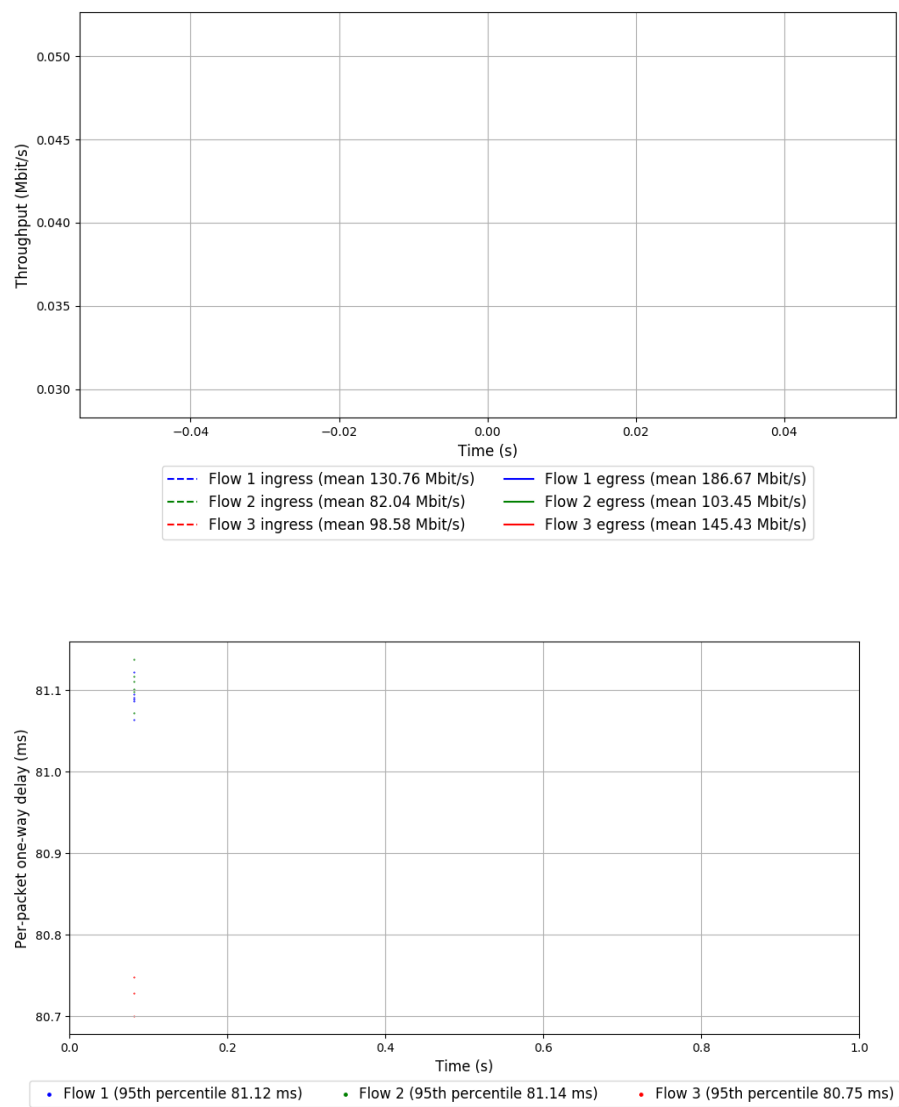 0.050
0.045
0.040
0.035
0.030
Throughput (Mbit/s)
−0.04 −0.02 0.00 0.02 0.04
Time (s)
Flow 1 ingress (mean 130.76 Mbit/s) Flow 1 egress (mean 186.67 Mbit/s)
Flow 2 ingress (mean 82.04 Mbit/s) Flow 2 egress (mean 103.45 Mbit/s)
Flow 3 ingress (mean 98.58 Mbit/s) Flow 3 egress (mean 145.43 Mbit/s)
81.1
81.0
80.9
80.8
80.7
Per-packet one-way delay (ms)
0.0 0.2 0.4 0.6 0.8 1.0
Time (s)
Flow 1 (95th percentile 81.12 ms) Flow 2 (95th percentile 81.14 ms) Flow 3 (95th percentile 80.75 ms)